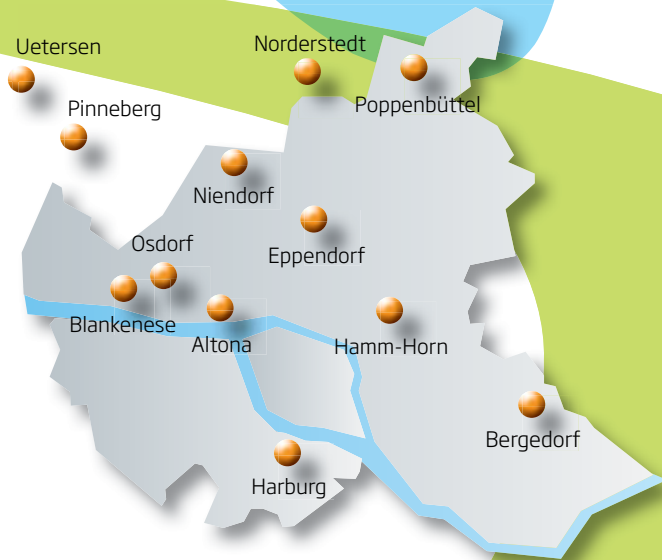 Uetersen
Norderstedt
Pinneberg
Poppenbüttel
Niendorf
Osdorf
Eppendorf
Blankenese
Altona
Hamm-Horn
Bergedorf
Harburg